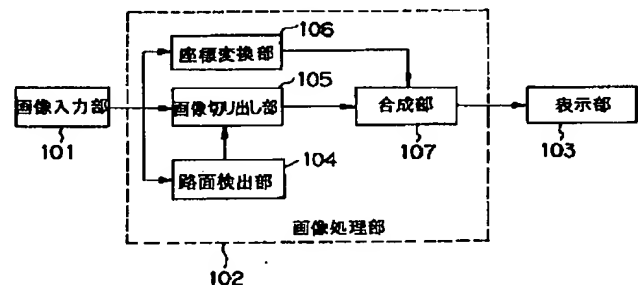 106
座標変換部
105
画像入力部
画像切り出し部
合成部
表示部
101
107
103
104
路面検出部
画像処理部
102